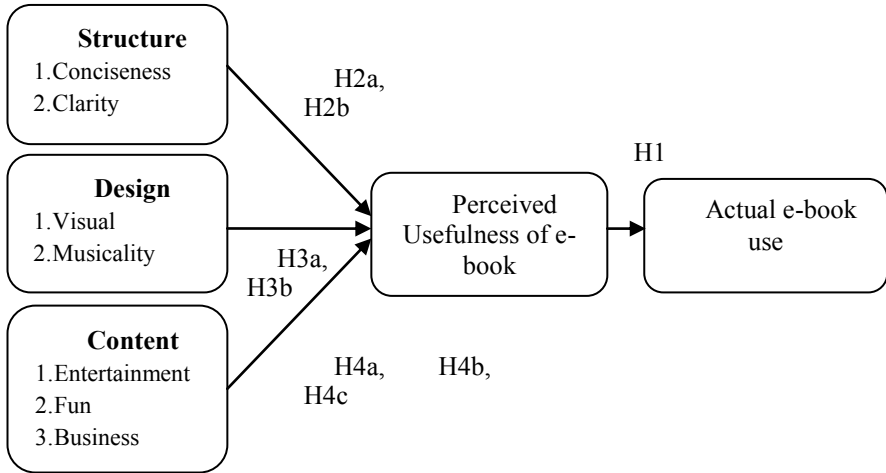 Structure
1.Conciseness
2.Clarity
H2a,
H2b
Design
1.Visual
2.Musicality
H3a,
H3b
Content
1.Entertainment
2.Fun
3.Business
H4a, H4b,
H4c
Perceived
Usefulness of e-
book
H1
Actual e-book
use